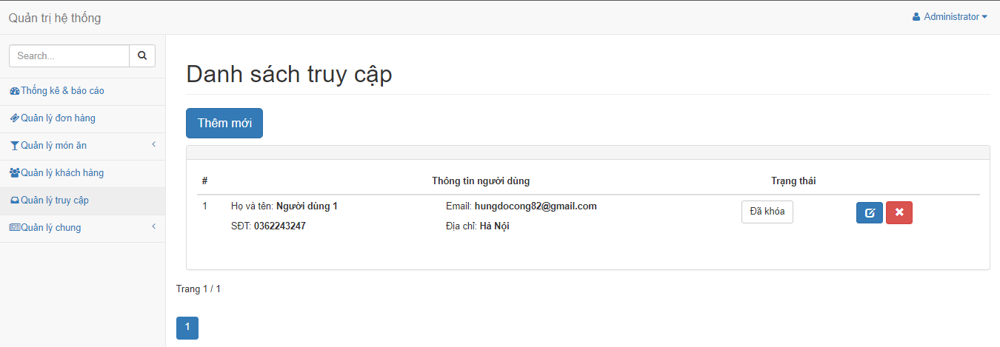 Quản trị hệ thống
Administrator
Search...
Thống kê & báo cáo
Quản lý đơn hàng
Quản lý món ăn
Quản lý khách hàng
Quản lý truy cập
Quản lý chung
Danh sách truy cập
Thêm mới
# Thông tin người dùng Trạng thái
1 Họ và tên: Người dùng 1 Email: hungdocong82@gmail.com Đã khóa
SĐT: 0362243247 Địa chỉ: Hà Nội
Trang 1 / 1
1